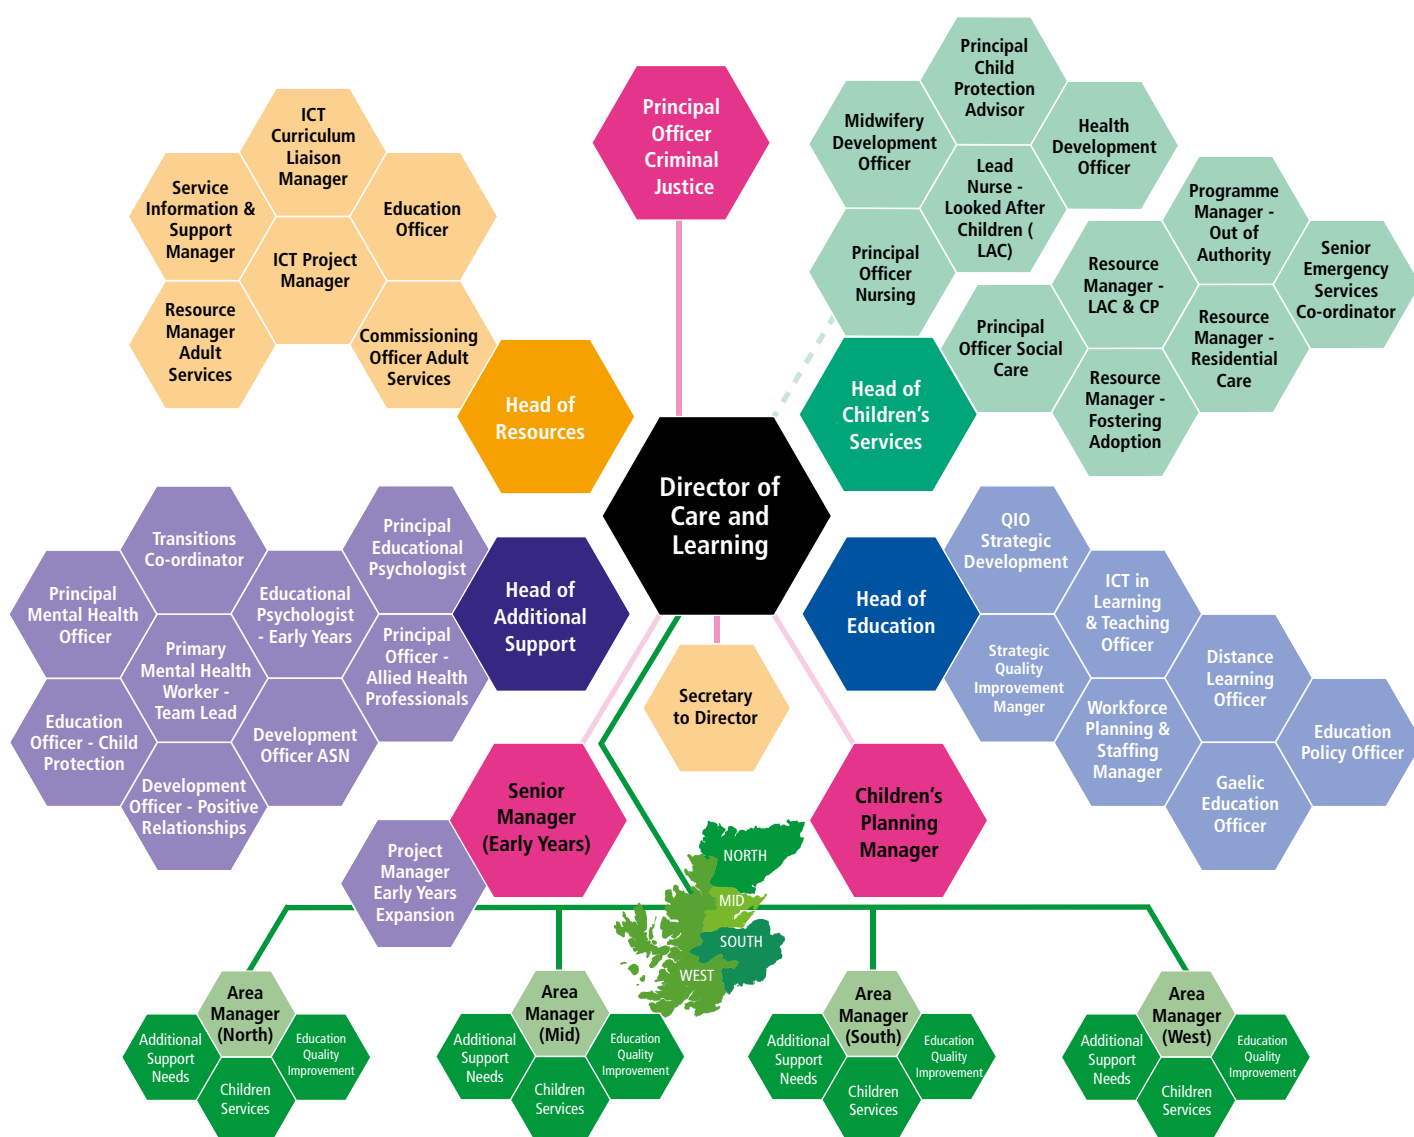 ICT
Curriculum
Liaison
Manager
Service
Information &
Support
Manager
Education
Officer
ICT Project
Manager
Resource
Manager
Adult
Services
Commissioning
Officer Adult
Services
Head of
Resources
Principal
Officer
Criminal
Justice
Principal
Child
Protection
Advisor
Midwifery
Development
Officer
Health
Development
Officer
Lead
Nurse -
Looked After
Children (
LAC)
Principal
Officer
Nursing
Programme
Manager -
Out of
Authority
Senior
Emergency
Services
Co-ordinator
Resource
Manager -
LAC & CP
Principal
Officer Social
Care
Resource
Manager -
Residential
Care
Resource
Manager -
Fostering
Adoption
Head of
Children’s
Services
Director of
Care and
Learning
Transitions
Co-ordinator
Principal
Educational
Psychologist
Principal
Mental Health
Officer
Educational
Psychologist
- Early Years
Primary
Mental Health
Worker -
Team Lead
Principal
Officer -
Allied Health
Professionals
Education
Officer - Child
Protection
Development
Officer ASN
Development
Officer - Positive
Relationships
Head of
Additional
Support
Head of
Education
QIO
Strategic
Development
ICT in
Learning
& Teaching
Officer
Strategic
Quality
Improvement
Manger
Distance
Learning
Officer
Workforce
Planning &
Staffing
Manager
Education
Policy Officer
Gaelic
Education
Officer
Secretary
to Director
Senior
Manager
(Early Years)
Children’s
Planning
Manager
Project
Manager
Early Years
Expansion
NORTH
MID
SOUTH
WEST
Area
Manager
(North)
Additional
Support
Needs
Education
Quality
Improvement
Children
Services
Area
Manager
(Mid)
Additional
Support
Needs
Education
Quality
Improvement
Children
Services
Area
Manager
(South)
Additional
Support
Needs
Education
Quality
Improvement
Children
Services
Area
Manager
(West)
Additional
Support
Needs
Education
Quality
Improvement
Children
Services